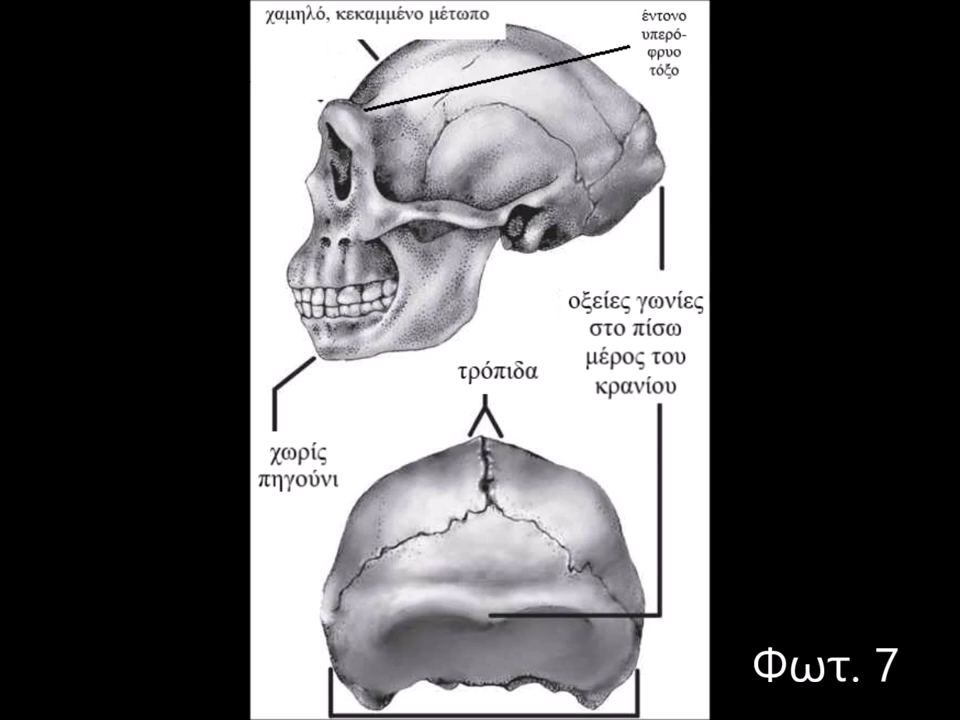 χαμηλό, κεκαμμένο μέτωπο
έντονο
υπερό-
φρυο
τόξο
οξείες γωνίες
στο πίσω
μέρος του
κρανίου
τρόπιδα
χωρίς
πηγούνι
Φωτ. 7